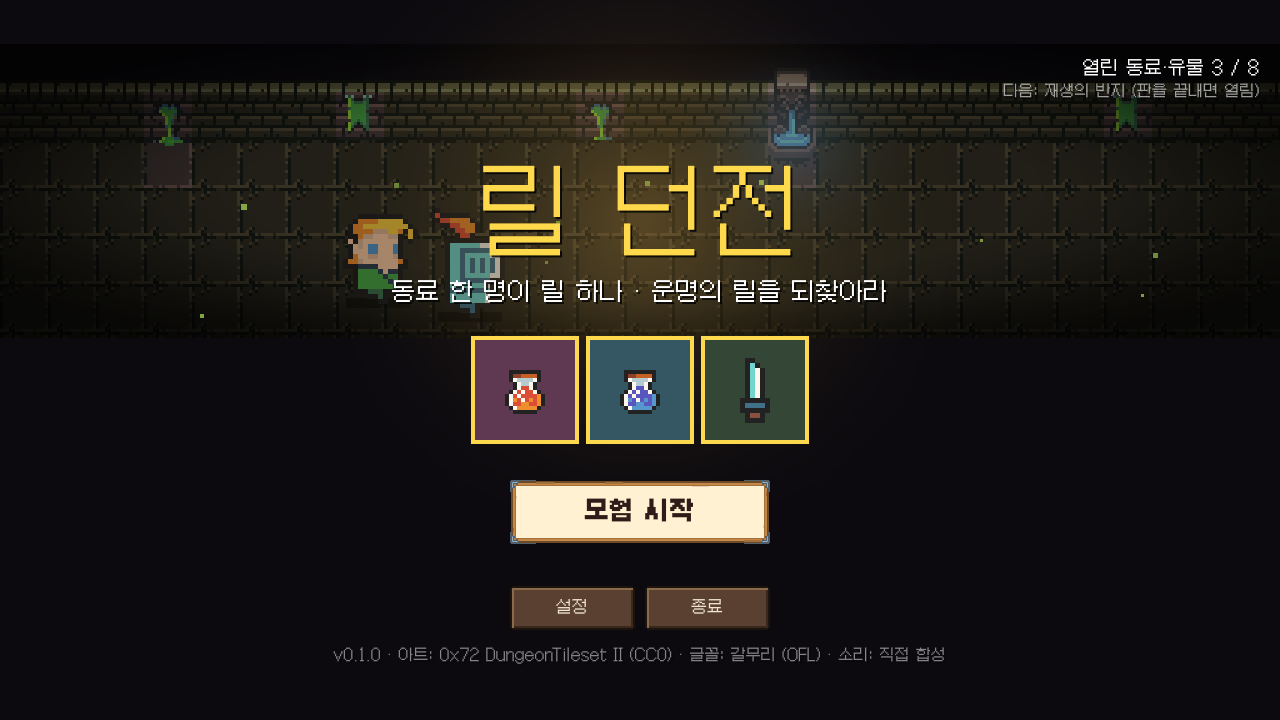 열린 동료·유물 3 / 8
다음: 재생의 반지 (판을 끝내면 열림)
릴 던전
동료 한 명이 릴 하나 · 운명의 릴을 되찾아라
모험 시작
설정
종료
v0.1.0 · 아트: 0x72 DungeonTileset II (CC0) · 글꼴: 갈무리 (OFL) · 소리: 직접 합성